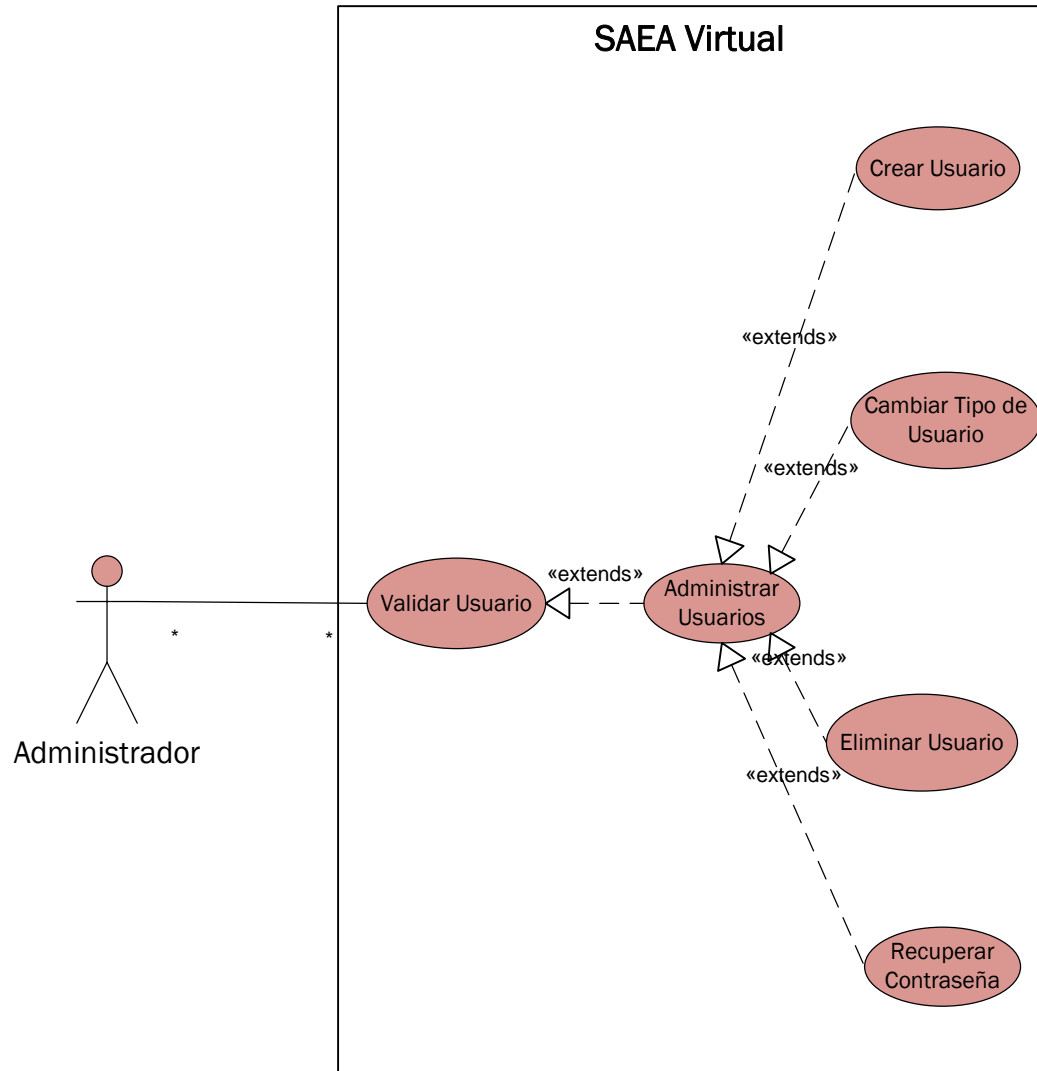 SAEA Virtual
Crear Usuario
«extends»
Cambiar Tipo de
Usuario
«extends»
«extends»
Administrar
Usuarios
Validar Usuario
*
*
«extends»
Administrador
Eliminar Usuario
«extends»
Recuperar
Contraseña